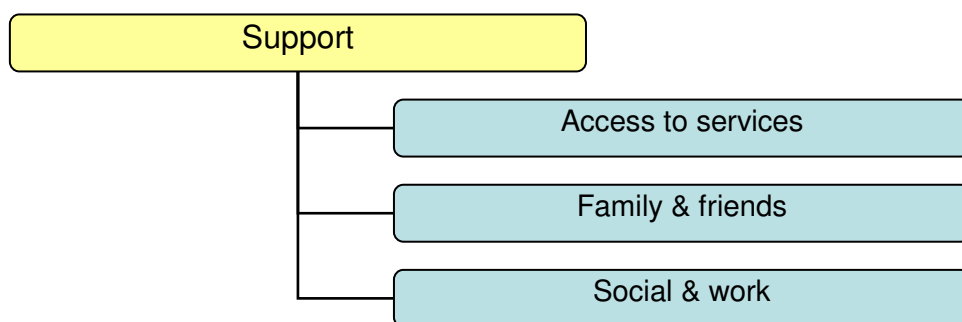 Support
Access to services
Family & friends
Social & work